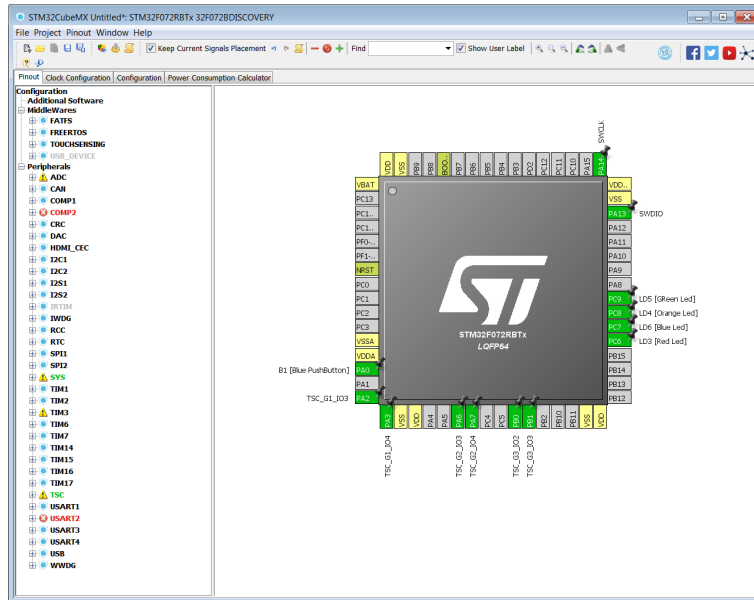 STM32CubeMX Untitled*: STM32F072RBTx 32F072BDISCOVERY
File Project Pinout Window Help
Keep Current Signals Placement
Find
Show User Label
Pinout
Clock Configuration
Configuration
Power Consumption Calculator
Configuration
Additional Software
MiddleWares
FATFS
FREERTOS
TOUCHSENSING
USB_DEVICE
Peripherals
ADC
CAN
COMP1
COMP2
CRC
DAC
HDMI_CEC
I2C1
I2C2
I2S1
I2S2
IRTIM
IWDG
RCC
RTC
SPI1
SPI2
SYS
TIM1
TIM2
TIM3
TIM6
TIM7
TIM14
TIM15
TIM16
TIM17
TSC
USART1
USART2
USART3
USART4
USB
WWDG
SWCLK
VDD
VSS
PB9
PB8
BOO..
PB7
PB6
PB5
PB4
PB3
PD2
PC12
PC11
PC10
PA15
PA14
VBAT
PC13
PC1..
PC1..
PF0-..
PF1-..
NRST
PC0
PC1
PC2
PC3
VSSA
VDDA
B1 [Blue PushButton]
PA0
PA1
TSC_G1_IO3
PA2
ST
STM32F072RBTx
LQFP64
VDD..
VSS
PA13
SWDIO
PA12
PA11
PA10
PA9
PA8
PC9
LD5 [GReen Led]
PC8
LD4 [Orange Led]
PC7
LD6 [Blue Led]
PC6
LD3 [Red Led]
PB15
PB14
PB13
PB12
PA3
VSS
VDD
PA4
PA5
PA6
PA7
PC4
PC5
PB0
PB1
PB2
PB10
PB11
VSS
VDD
TSC_G1_IO4
TSC_G2_IO3
TSC_G2_IO4
TSC_G3_IO2
TSC_G3_IO3